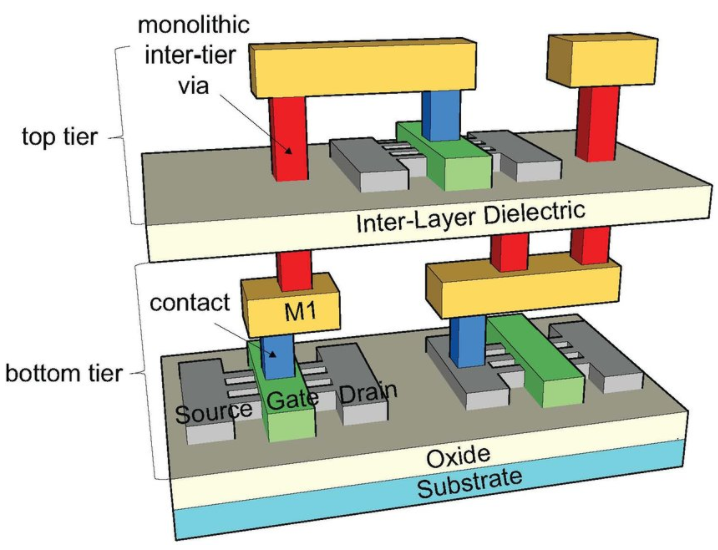 monolithic
inter-tier
via
top tier
Inter-Layer Dielectric
contact
M1
bottom tier
Source Gate Drain
Oxide
Substrate